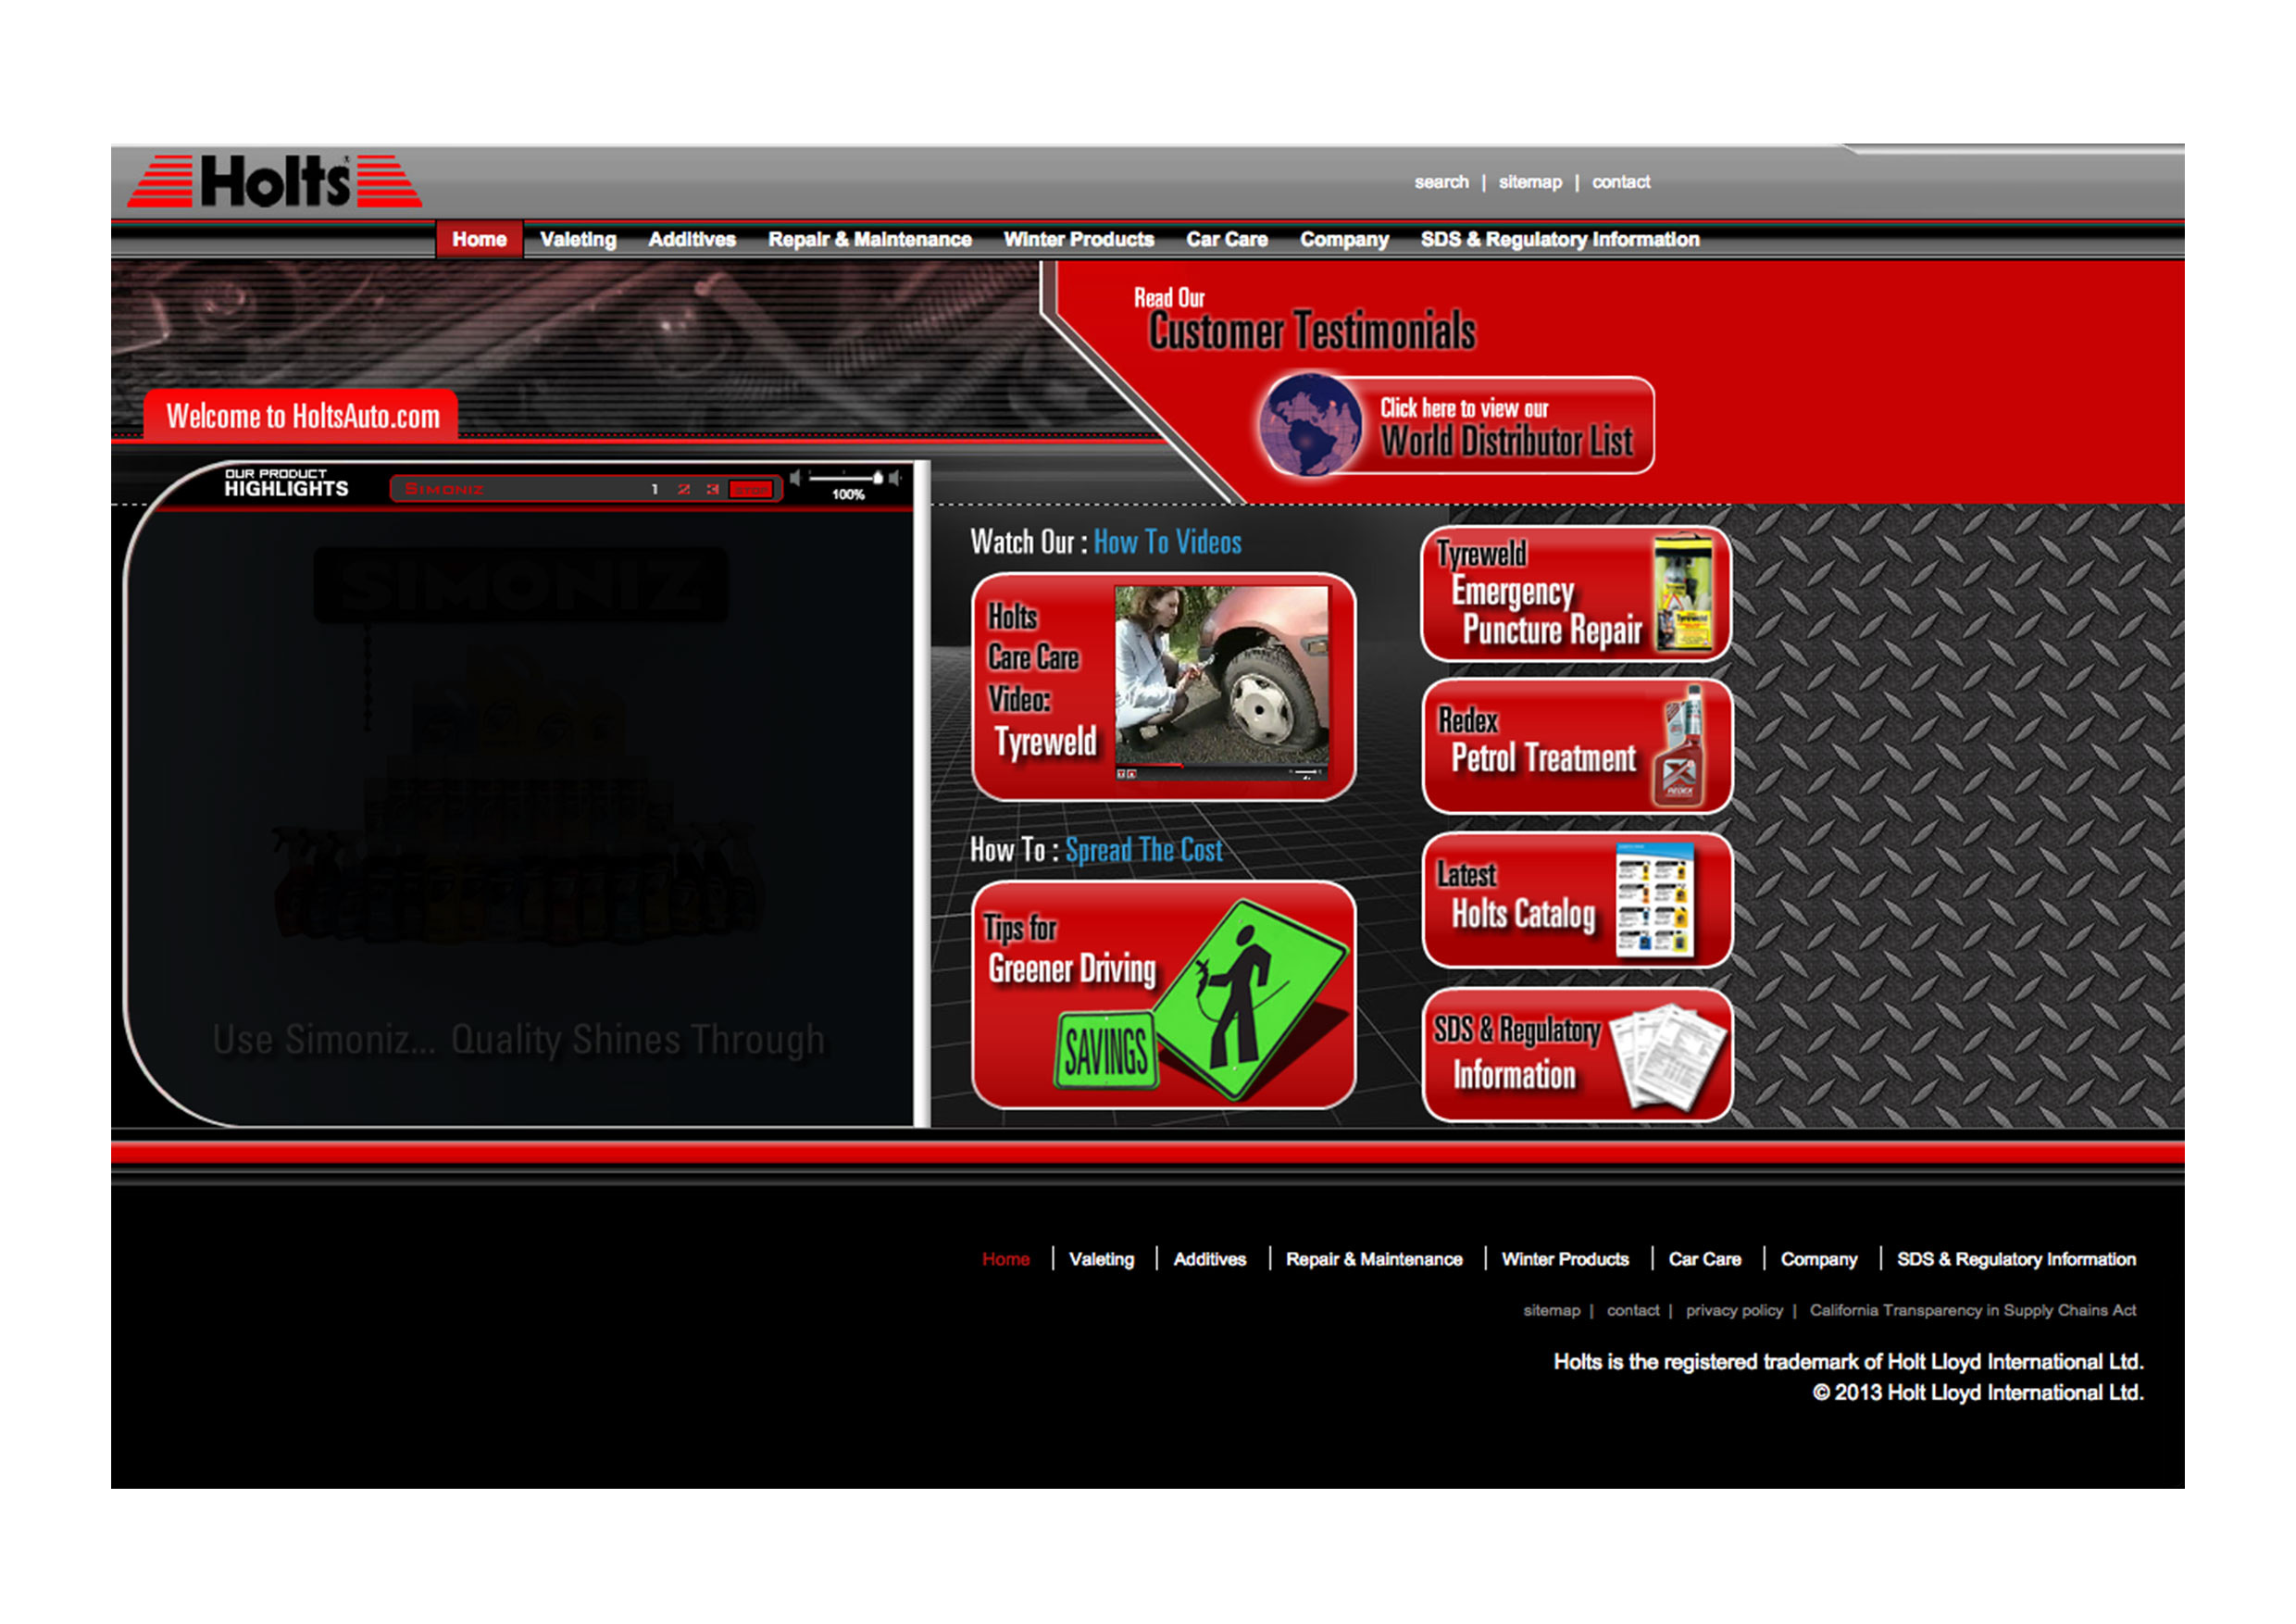 Holts
search | sitemap | contact
Home Valeting Additives Repair & Maintenance Winter Products Car Care Company SDS & Regulatory Information
Read Our
Customer Testimonials
Click here to view our
World Distributor List
Welcome to HoltsAuto.com
OUR PRODUCT
HIGHLIGHTS
SIMONIZ 1 2 3 STOP
100%
SIMONIZ
Use Simoniz... Quality Shines Through
Watch Our : How To Videos
Holts
Care Care
Video:
Tyreweld
How To : Spread The Cost
Tips for
Greener Driving
SAVINGS
Tyreweld
Emergency
Puncture Repair
Tyreweld
Redex
Petrol Treatment
REDEX
Latest
Holts Catalog
SDS & Regulatory
Information
Home | Valeting | Additives | Repair & Maintenance | Winter Products | Car Care | Company | SDS & Regulatory Information
sitemap | contact | privacy policy | California Transparency in Supply Chains Act
Holts is the registered trademark of Holt Lloyd International Ltd.
© 2013 Holt Lloyd International Ltd.